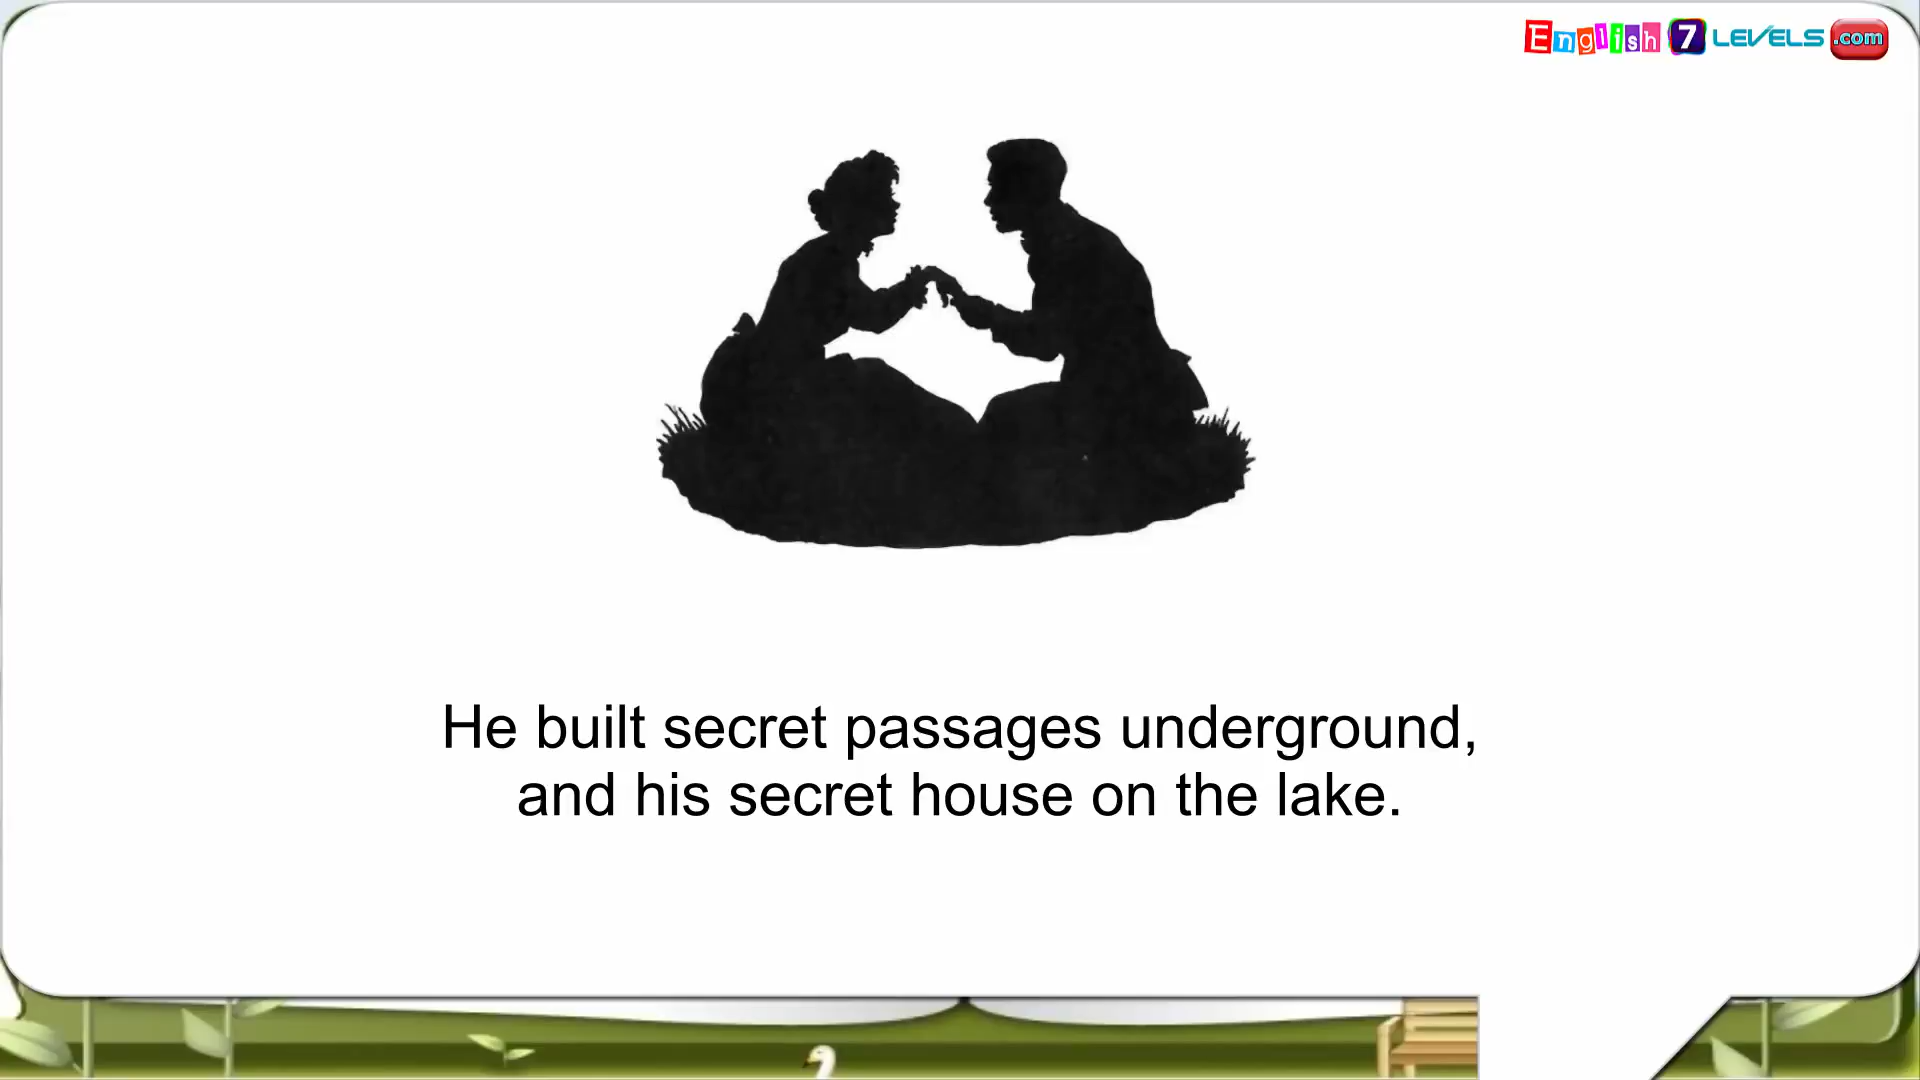 English 7 LEVELS .com
He built secret passages underground,
and his secret house on the lake.